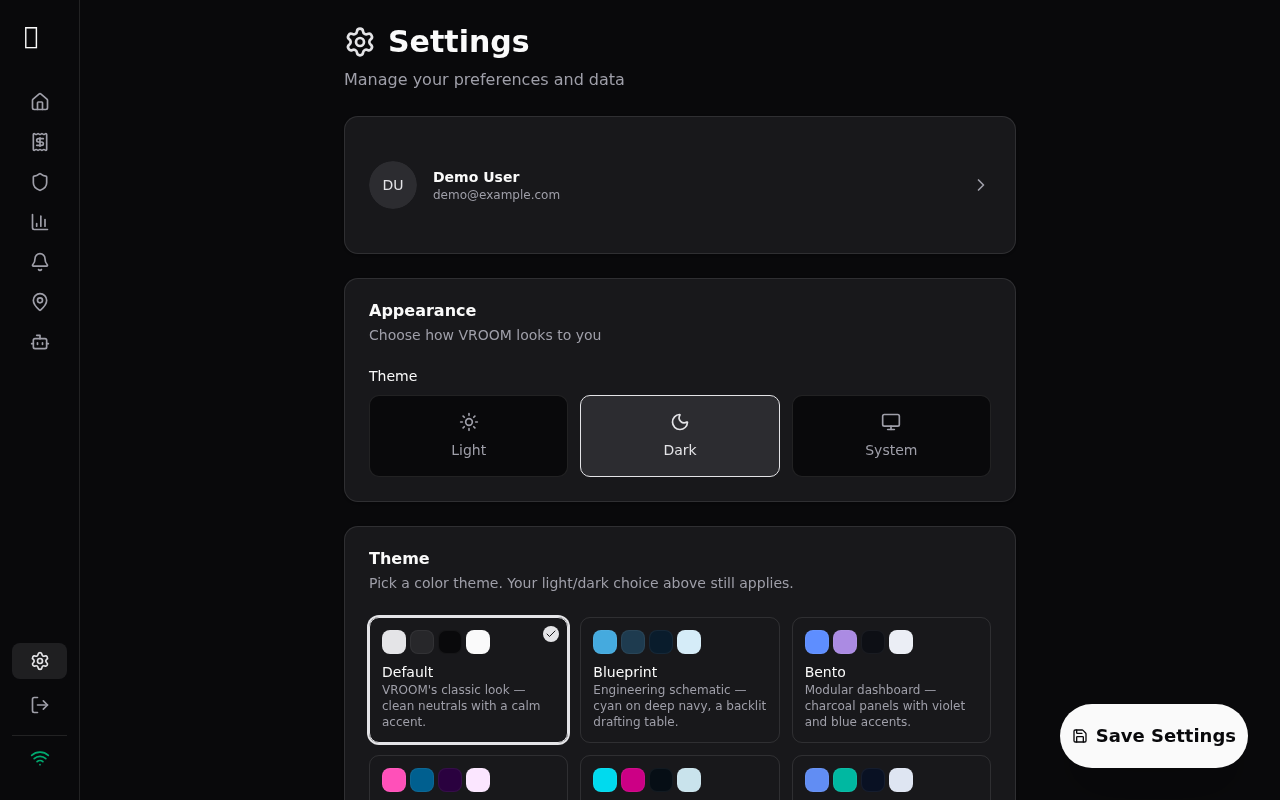 Settings
Manage your preferences and data
DU
Demo User
demo@example.com
Appearance
Choose how VROOM looks to you
Theme
Light
Dark
System
Theme
Pick a color theme. Your light/dark choice above still applies.
Default
VROOM's classic look —
clean neutrals with a calm
accent.
Blueprint
Engineering schematic —
cyan on deep navy, a backlit
drafting table.
Bento
Modular dashboard —
charcoal panels with violet
and blue accents.
Save Settings